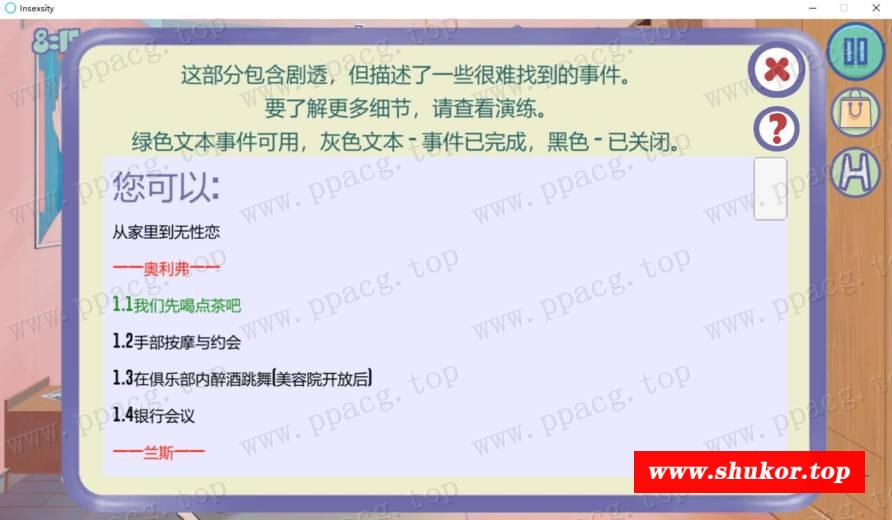 Insexsity
8:15
这部分包含剧透，但描述了一些很难找到的事件。
要了解更多细节，请查看演练。
绿色文本事件可用，灰色文本 - 事件已完成，黑色 - 已关闭。
?
您可以:
从家里到无性恋
——奥利弗——
1.1我们先喝点茶吧
1.2手部按摩与约会
1.3在俱乐部内醉酒跳舞(美容院开放后)
1.4银行会议
——兰斯——
www.shukor.top
www.ppacg.top